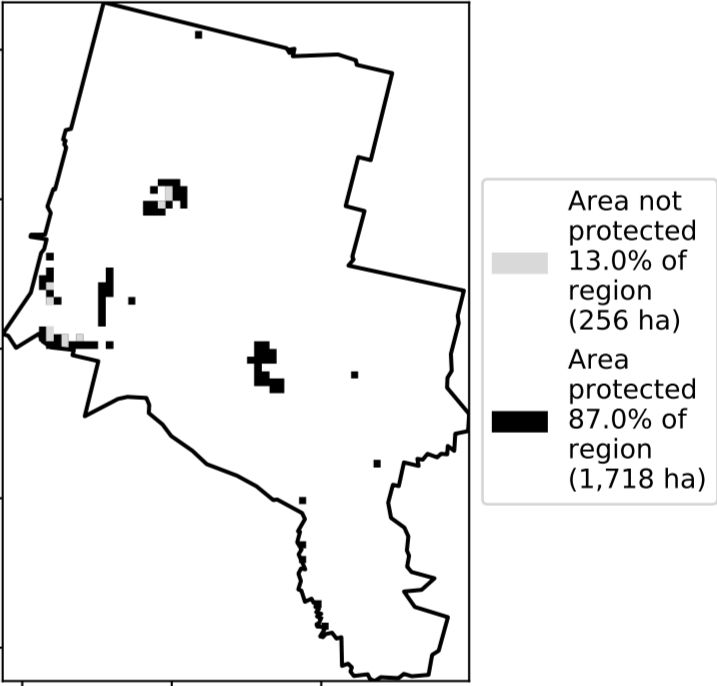 Area not
protected
13.0% of
region
(256 ha)
Area
protected
87.0% of
region
(1,718 ha)